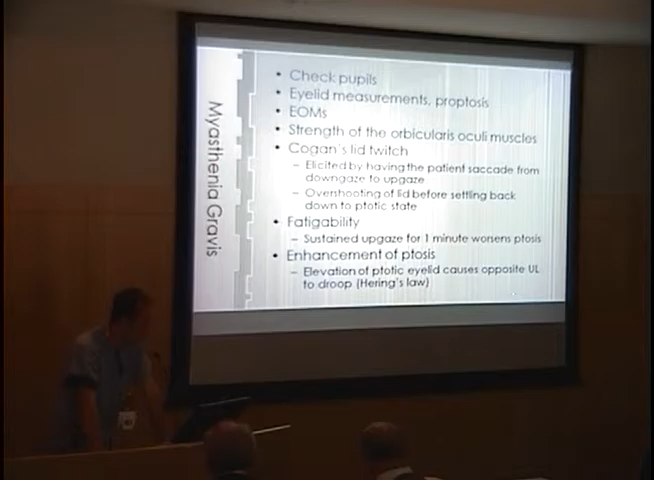 Myasthenia Gravis
• Check pupils
• Eyelid measurements, proptosis
• EOMs
• Strength of the orbicularis oculi muscles
• Cogan's lid twitch
– Elicited by having the patient saccade from
downgaze to upgaze
– Overshooting of lid before settling back
down to ptotic state
• Fatigability
– Sustained upgaze for 1 minute worsens ptosis
• Enhancement of ptosis
– Elevation of ptotic eyelid causes opposite UL
to droop (Hering's law)